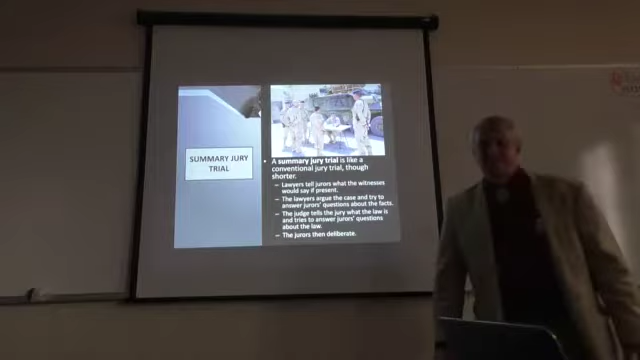 SUMMARY JURY
TRIAL
• A summary jury trial is like a
conventional jury trial, though
shorter.
– Lawyers tell jurors what the witnesses
would say if present.
– The lawyers argue the case and try to
answer jurors' questions about the facts.
– The judge tells the jury what the law is
and tries to answer jurors' questions
about the law.
– The jurors then deliberate.